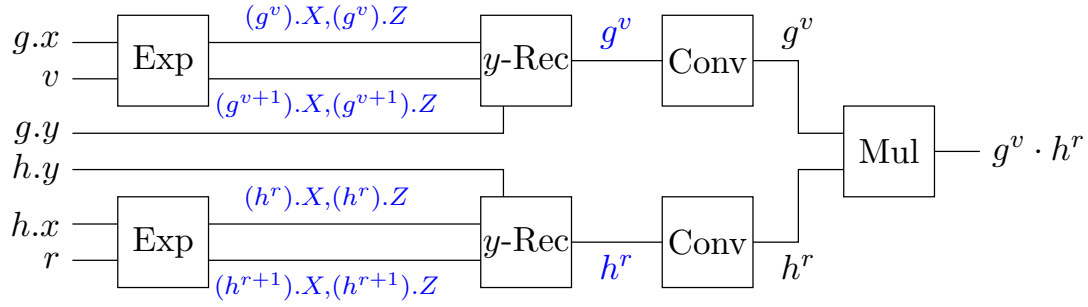 (g^v).X,(g^v).Z
g^v
g^v
g.x
v
Exp
y-Rec
Conv
(g^{v+1}).X,(g^{v+1}).Z
g.y
Mul
g^v · h^r
h.y
(h^r).X,(h^r).Z
h.x
r
Exp
y-Rec
Conv
(h^{r+1}).X,(h^{r+1}).Z
h^r
h^r